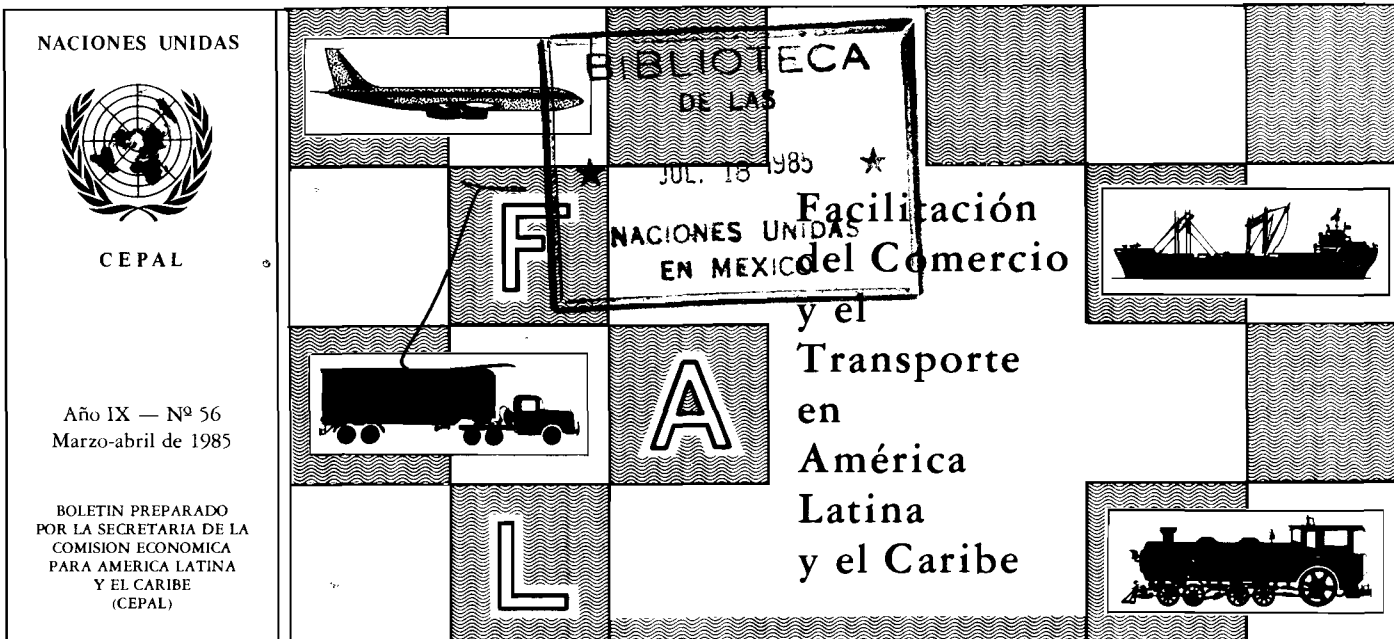 NACIONES UNIDAS
CEPAL
Año IX — Nº 56
Marzo-abril de 1985
BOLETIN PREPARADO
POR LA SECRETARIA DE LA
COMISION ECONOMICA
PARA AMERICA LATINA
Y EL CARIBE
(CEPAL)
BIBLIOTECA
DE LAS
JUL. 18 1985
NACIONES UNIDAS
EN MEXICO
F
A
L
Facilitación
del Comercio
y el
Transporte
en
América
Latina
y el Caribe